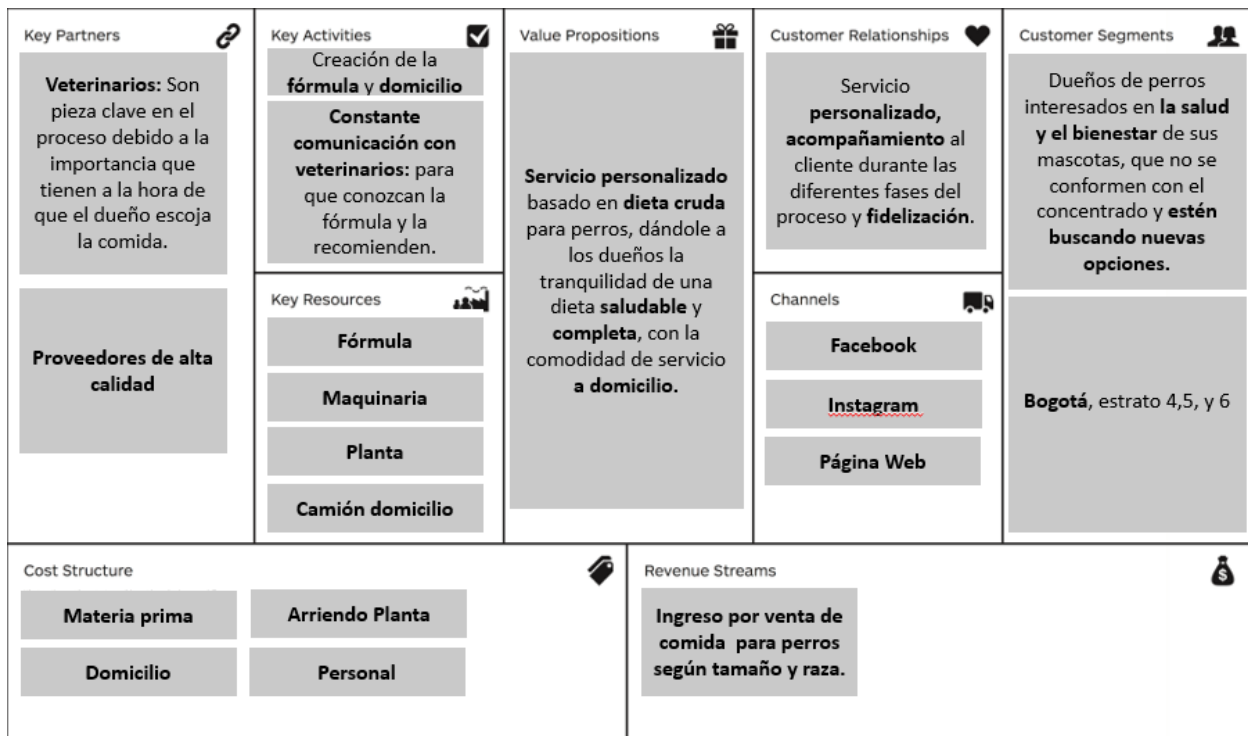 Key Partners
Veterinarios: Son
pieza clave en el
proceso debido a la
importancia que
tienen a la hora de
que el dueño escoja
la comida.
Proveedores de alta
calidad
Key Activities
Creación de la
fórmula y domicilio
Constante
comunicación con
veterinarios: para
que conozcan la
fórmula y la
recomienden.
Key Resources
Fórmula
Maquinaria
Planta
Camión domicilio
Value Propositions
Servicio personalizado
basado en dieta cruda
para perros, dándole a
los dueños la
tranquilidad de una
dieta saludable y
completa, con la
comodidad de servicio
a domicilio.
Customer Relationships
Servicio
personalizado,
acompañamiento al
cliente durante las
diferentes fases del
proceso y fidelización.
Channels
Facebook
Instagram
Página Web
Customer Segments
Dueños de perros
interesados en la salud
y el bienestar de sus
mascotas, que no se
conformen con el
concentrado y estén
buscando nuevas
opciones.
Bogotá, estrato 4,5, y 6
Cost Structure
Materia prima
Arriendo Planta
Domicilio
Personal
Revenue Streams
$
Ingreso por venta de
comida para perros
según tamaño y raza.